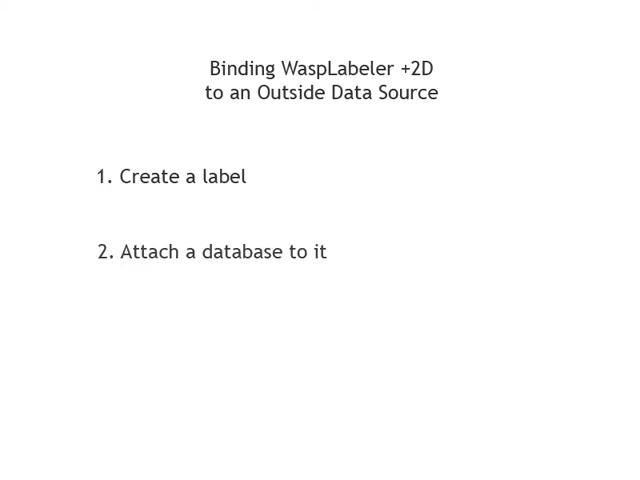 Binding WaspLabeler +2D
to an Outside Data Source
1. Create a label
2. Attach a database to it